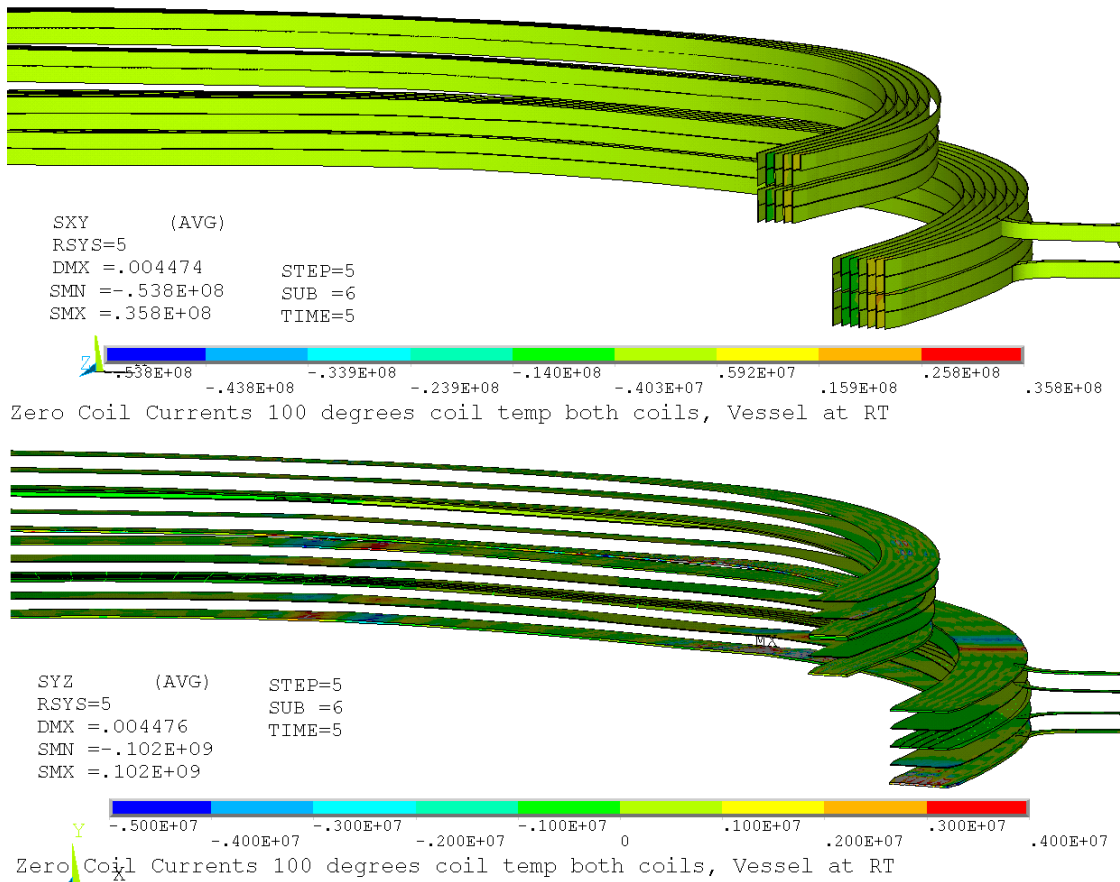 SXY (AVG)
RSYS=5
DMX =.004474 STEP=5
SMN =-.538E+08 SUB =6
SMX =.358E+08 TIME=5
Z
-.538E+08 -.339E+08 -.140E+08 .592E+07 .258E+08
-.438E+08 -.239E+08 -.403E+07 .159E+08 .358E+08
Zero Coil Currents 100 degrees coil temp both coils, Vessel at RT
MX
SYZ (AVG) STEP=5
RSYS=5 SUB =6
DMX =.004476 TIME=5
SMN =-.102E+09
SMX =.102E+09
-.500E+07 -.300E+07 -.100E+07 .100E+07 .300E+07
Y -.400E+07 -.200E+07 0 .200E+07 .400E+07
Zero Coil Currents 100 degrees coil temp both coils, Vessel at RT
X